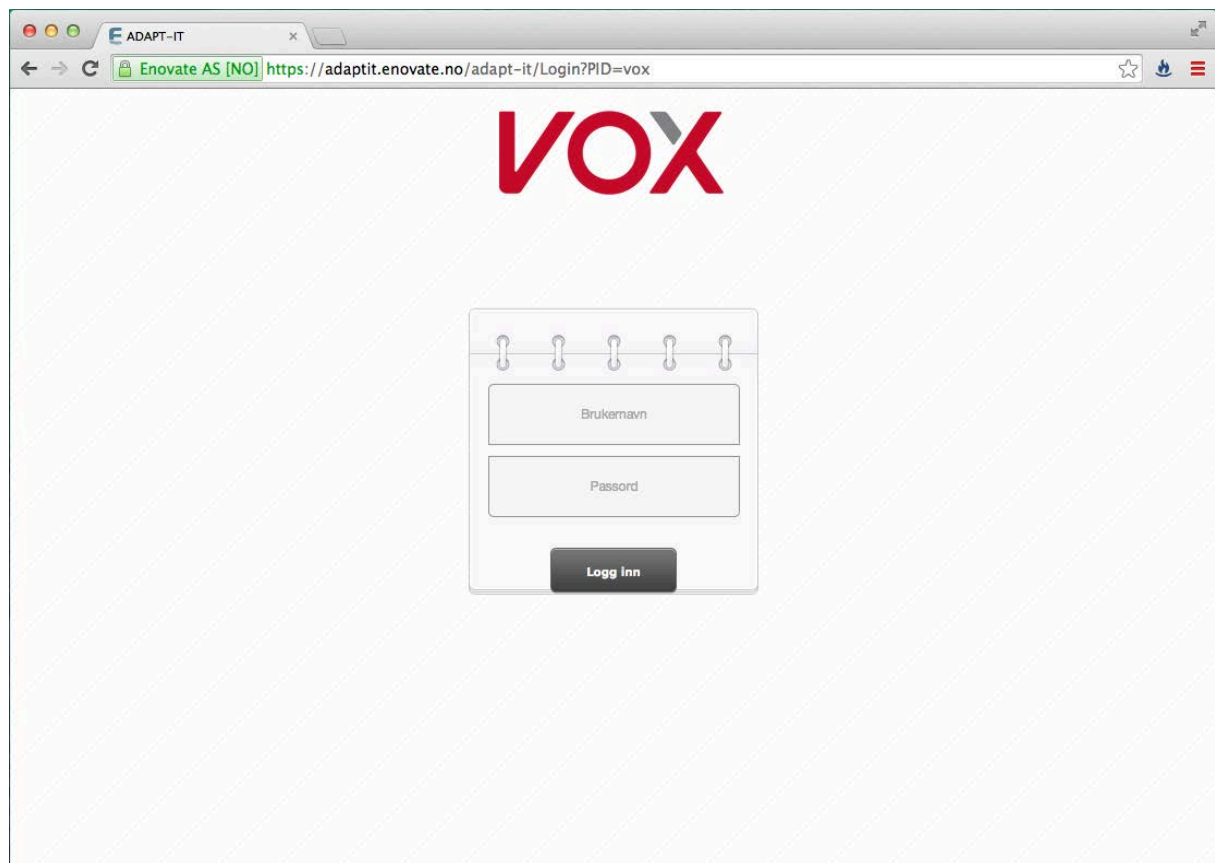 ADAPT-IT
Enovate AS [NO] https://adaptit.enovate.no/adapt-it/Login?PID=vox
VOX
Brukernavn
Passord
Logg inn